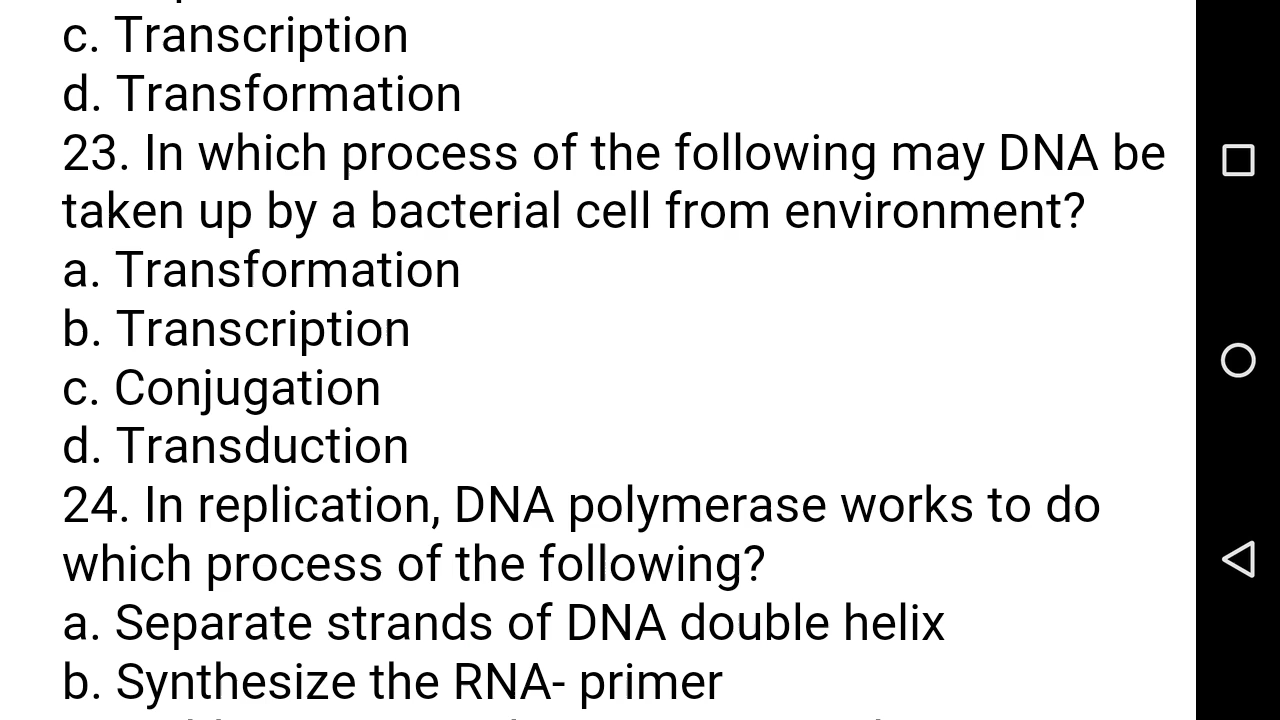 c. Transcription
d. Transformation
23. In which process of the following may DNA be
taken up by a bacterial cell from environment?
a. Transformation
b. Transcription
c. Conjugation
d. Transduction
24. In replication, DNA polymerase works to do
which process of the following?
a. Separate strands of DNA double helix
b. Synthesize the RNA- primer